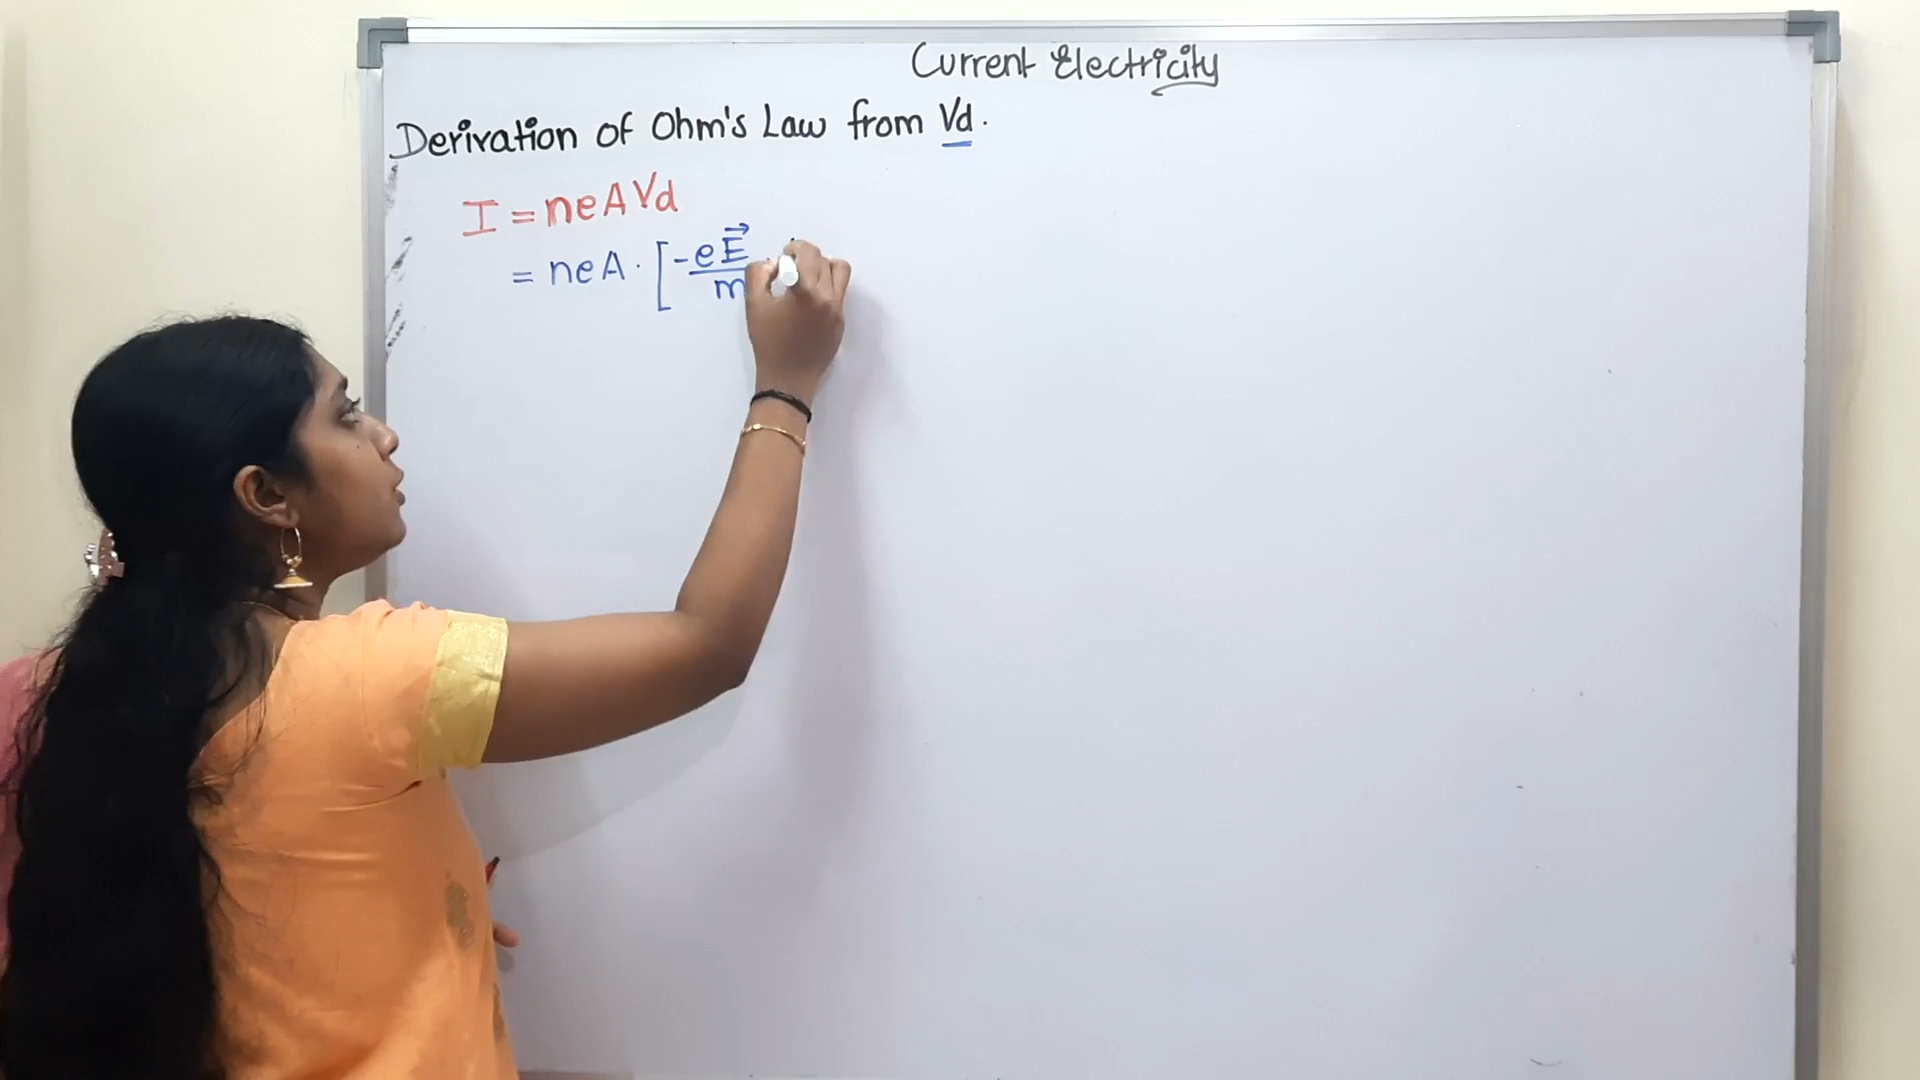 Current Electricity
Derivation of Ohm's Law from Vd.
I = neAVd
= neA · [-eE⃗/m ·